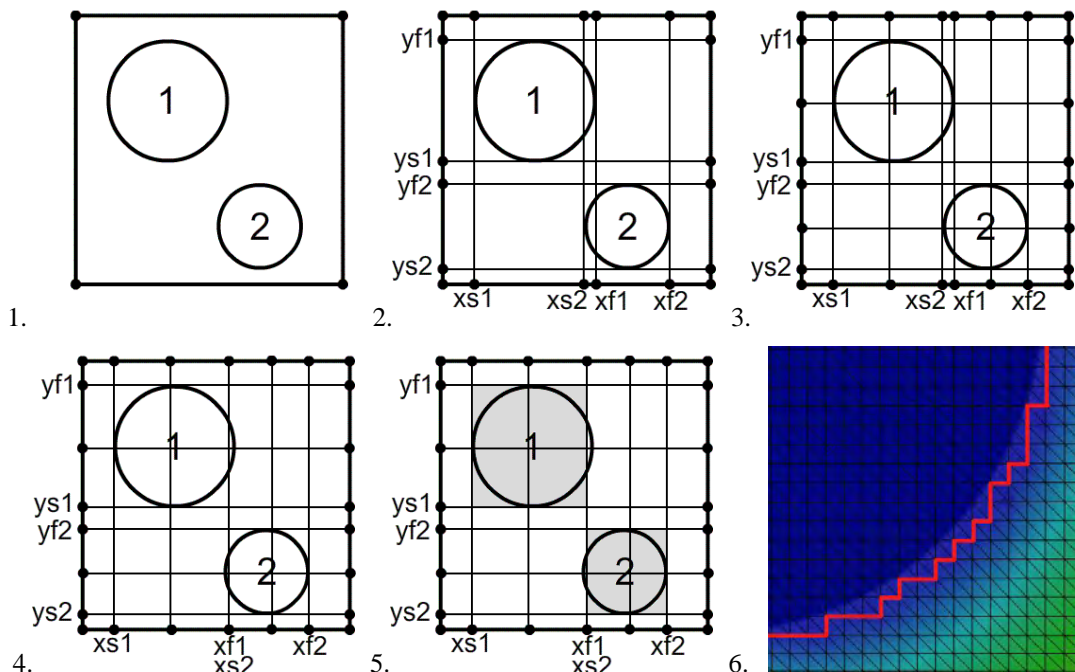 1
2
1.
yf1
ys1
yf2
ys2
1
2
xs1
xs2
xf1
xf2
2.
yf1
ys1
yf2
ys2
1
2
xs1
xs2
xf1
xf2
3.
yf1
ys1
yf2
ys2
1
2
xs1
xf1
xs2
xf2
4.
yf1
ys1
yf2
ys2
1
2
xs1
xf1
xs2
xf2
5.
6.